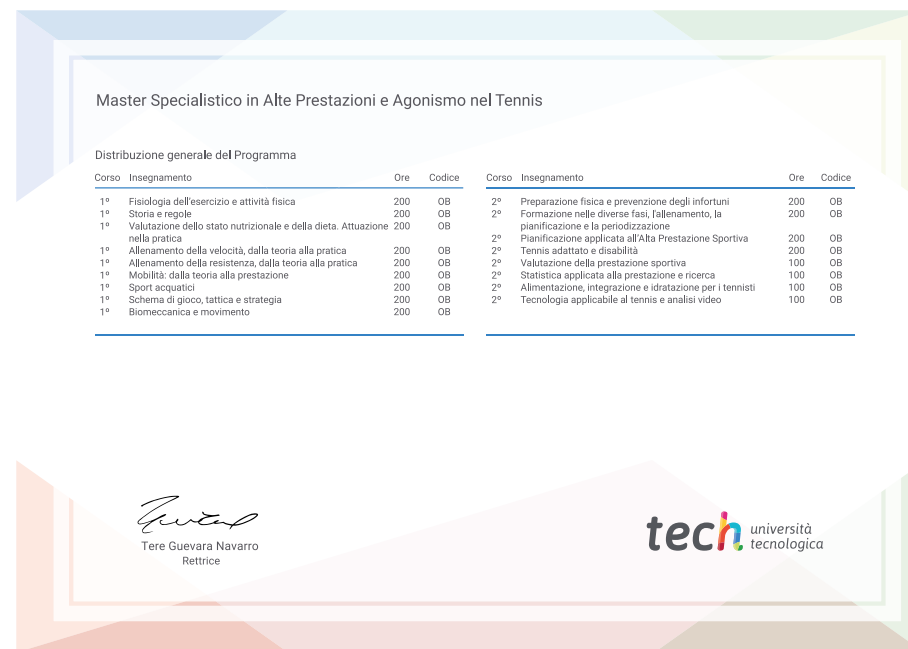 Master Specialistico in Alte Prestazioni e Agonismo nel Tennis
Distribuzione generale del Programma
Corso Insegnamento Ore Codice
1º Fisiologia dell'esercizio e attività fisica 200 OB
1º Storia e regole 200 OB
1º Valutazione dello stato nutrizionale e della dieta. Attuazione 200 OB
nella pratica
1º Allenamento della velocità, dalla teoria alla pratica 200 OB
1º Allenamento della resistenza, dalla teoria alla pratica 200 OB
1º Mobilità: dalla teoria alla prestazione 200 OB
1º Sport acquatici 200 OB
1º Schema di gioco, tattica e strategia 200 OB
1º Biomeccanica e movimento 200 OB
Corso Insegnamento Ore Codice
2º Preparazione fisica e prevenzione degli infortuni 200 OB
2º Formazione nelle diverse fasi, l'allenamento, la 200 OB
pianificazione e la periodizzazione
2º Pianificazione applicata all'Alta Prestazione Sportiva 200 OB
2º Tennis adattato e disabilità 200 OB
2º Valutazione della prestazione sportiva 100 OB
2º Statistica applicata alla prestazione e ricerca 100 OB
2º Alimentazione, integrazione e idratazione per i tennisti 100 OB
2º Tecnologia applicabile al tennis e analisi video 100 OB
Tere Guevara Navarro
Rettrice
tech università
tecnologica